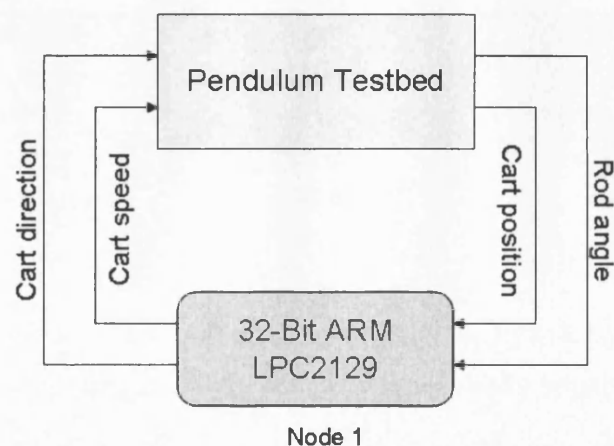 Pendulum Testbed
Cart direction
Cart speed
Cart position
Rod angle
32-Bit ARM
LPC2129
Node 1